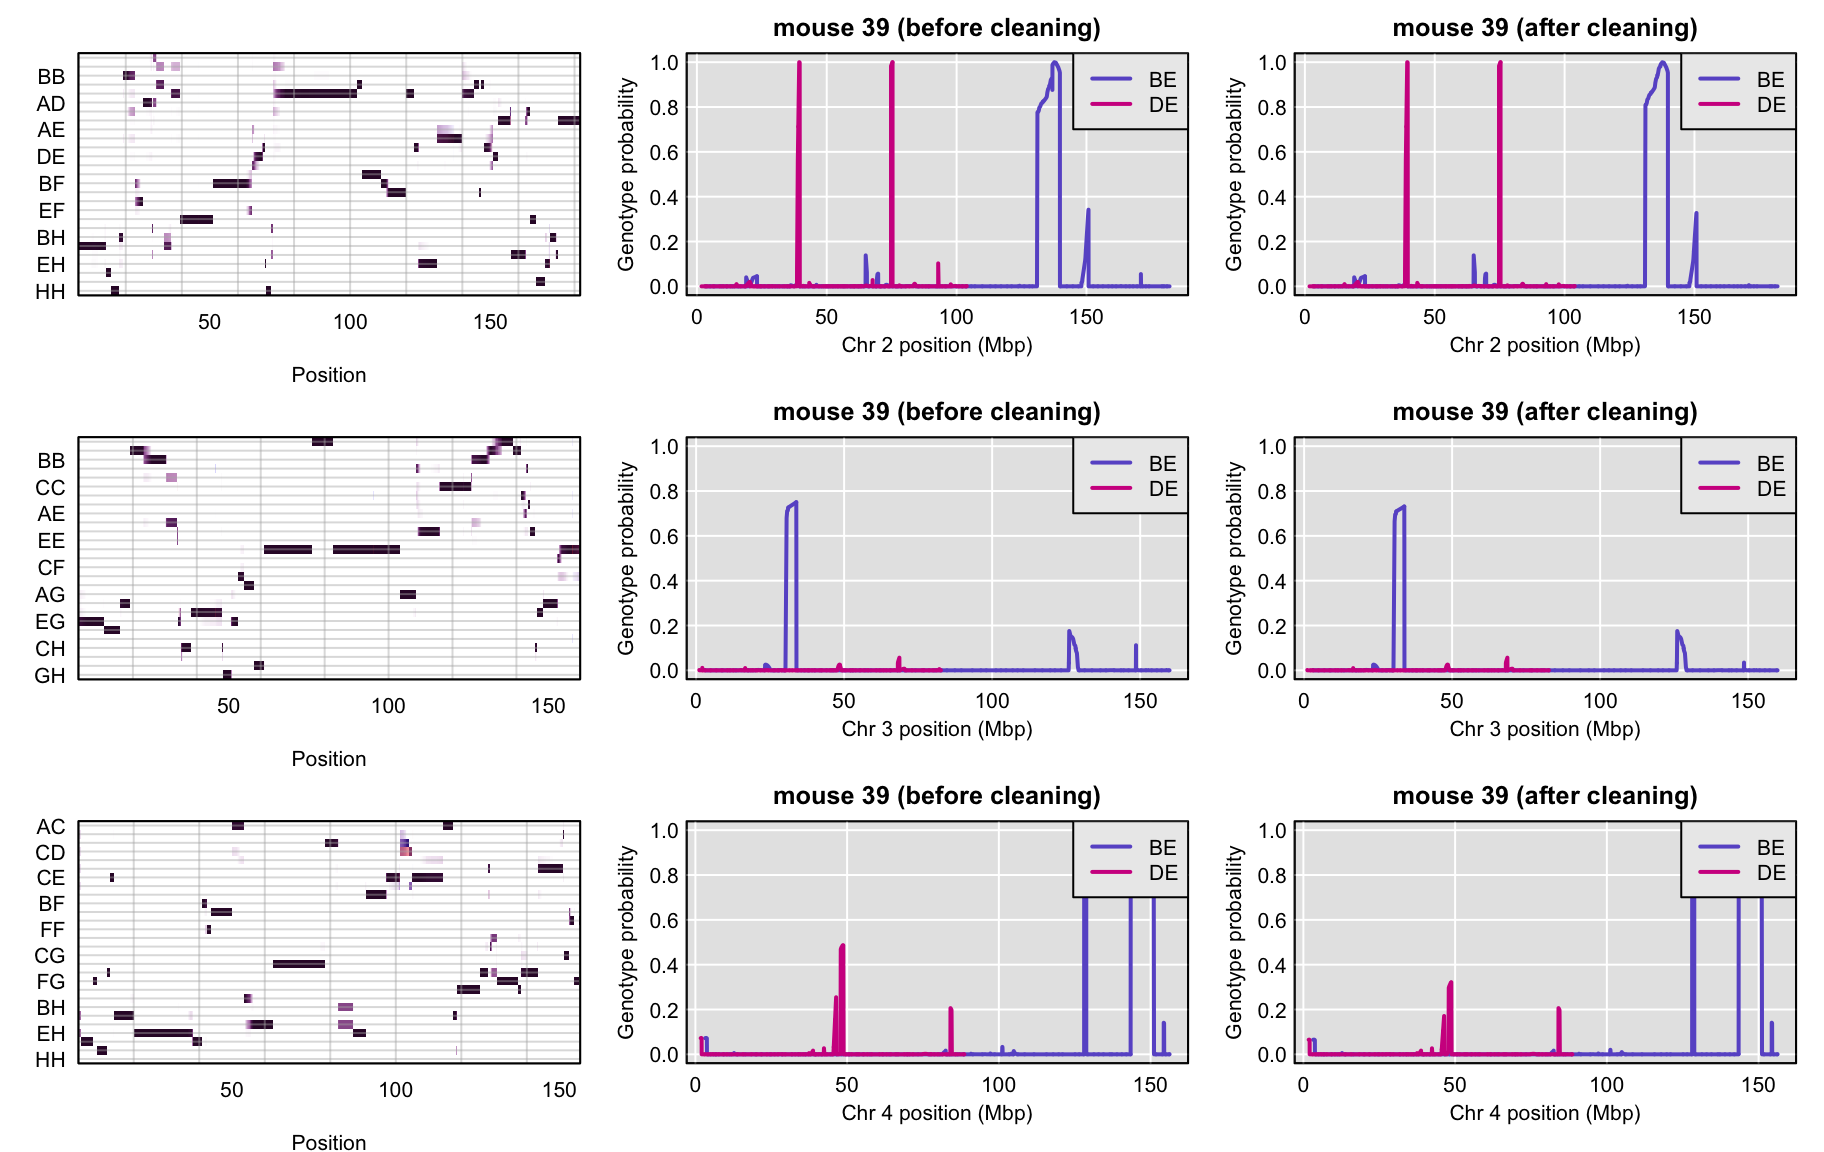 BB
AD
AE
DE
BF
EF
BH
EH
HH
50 100 150
Position
mouse 39 (before cleaning)
Genotype probability
1.0
0.8
0.6
0.4
0.2
0.0
BE
DE
0 50 100 150
Chr 2 position (Mbp)
mouse 39 (after cleaning)
Genotype probability
1.0
0.8
0.6
0.4
0.2
0.0
BE
DE
0 50 100 150
Chr 2 position (Mbp)
BB
CC
AE
EE
CF
AG
EG
CH
GH
50 100 150
Position
mouse 39 (before cleaning)
Genotype probability
1.0
0.8
0.6
0.4
0.2
0.0
BE
DE
0 50 100 150
Chr 3 position (Mbp)
mouse 39 (after cleaning)
Genotype probability
1.0
0.8
0.6
0.4
0.2
0.0
BE
DE
0 50 100 150
Chr 3 position (Mbp)
AC
CD
CE
BF
FF
CG
FG
BH
EH
HH
50 100 150
Position
mouse 39 (before cleaning)
Genotype probability
1.0
0.8
0.6
0.4
0.2
0.0
BE
DE
0 50 100 150
Chr 4 position (Mbp)
mouse 39 (after cleaning)
Genotype probability
1.0
0.8
0.6
0.4
0.2
0.0
BE
DE
0 50 100 150
Chr 4 position (Mbp)